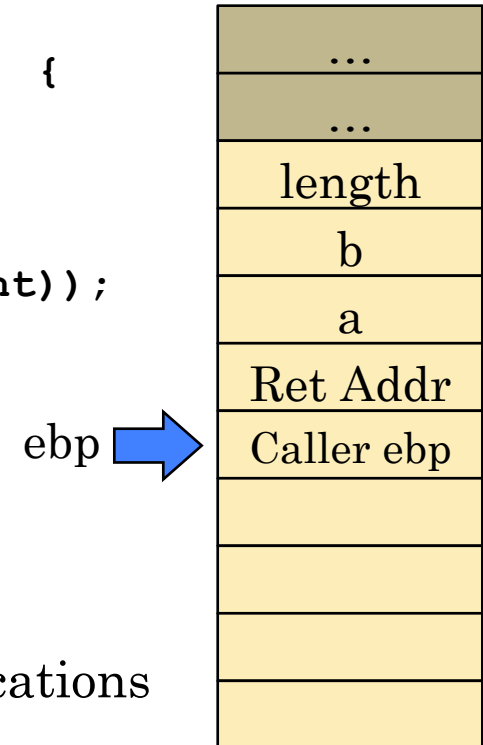 {
nt));
ebp
cations
...
...
length
b
a
Ret Addr
Caller ebp